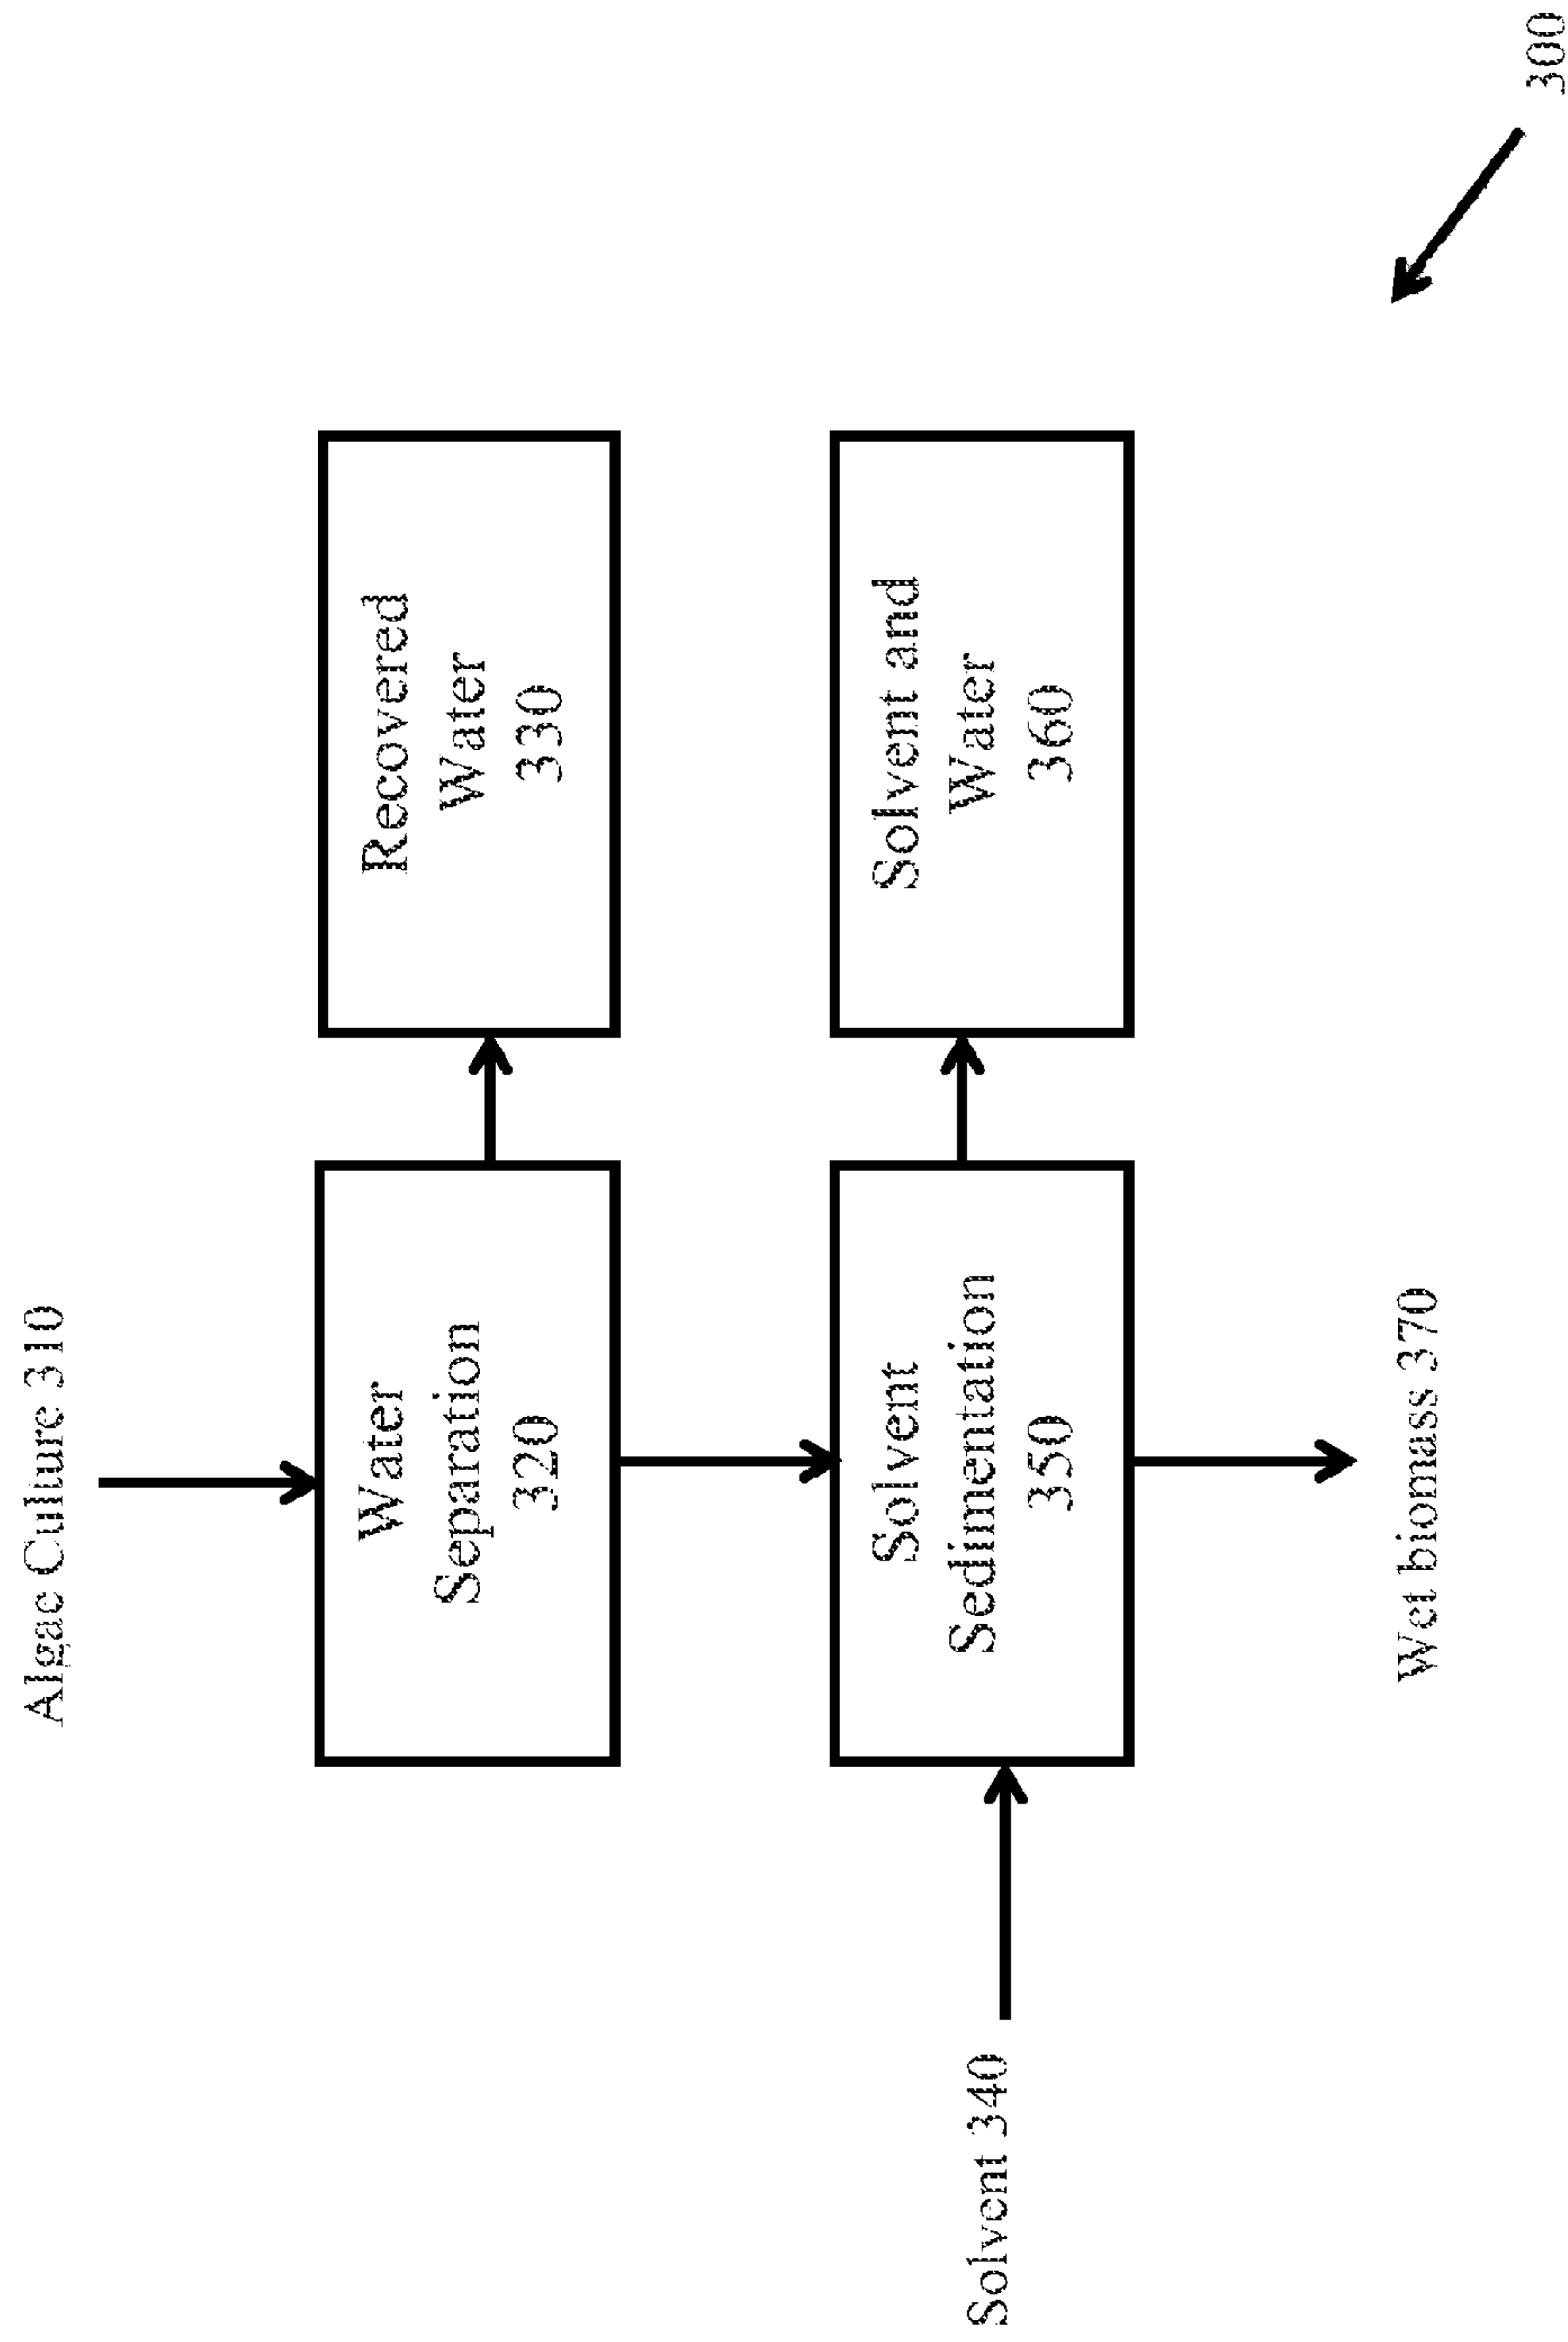 Algae Culture 310
Water
Separation
320
Recovered
Water
330
Solvent 340
Solvent
Sedimentation
350
Solvent and
Water
360
Wet biomass 370
300